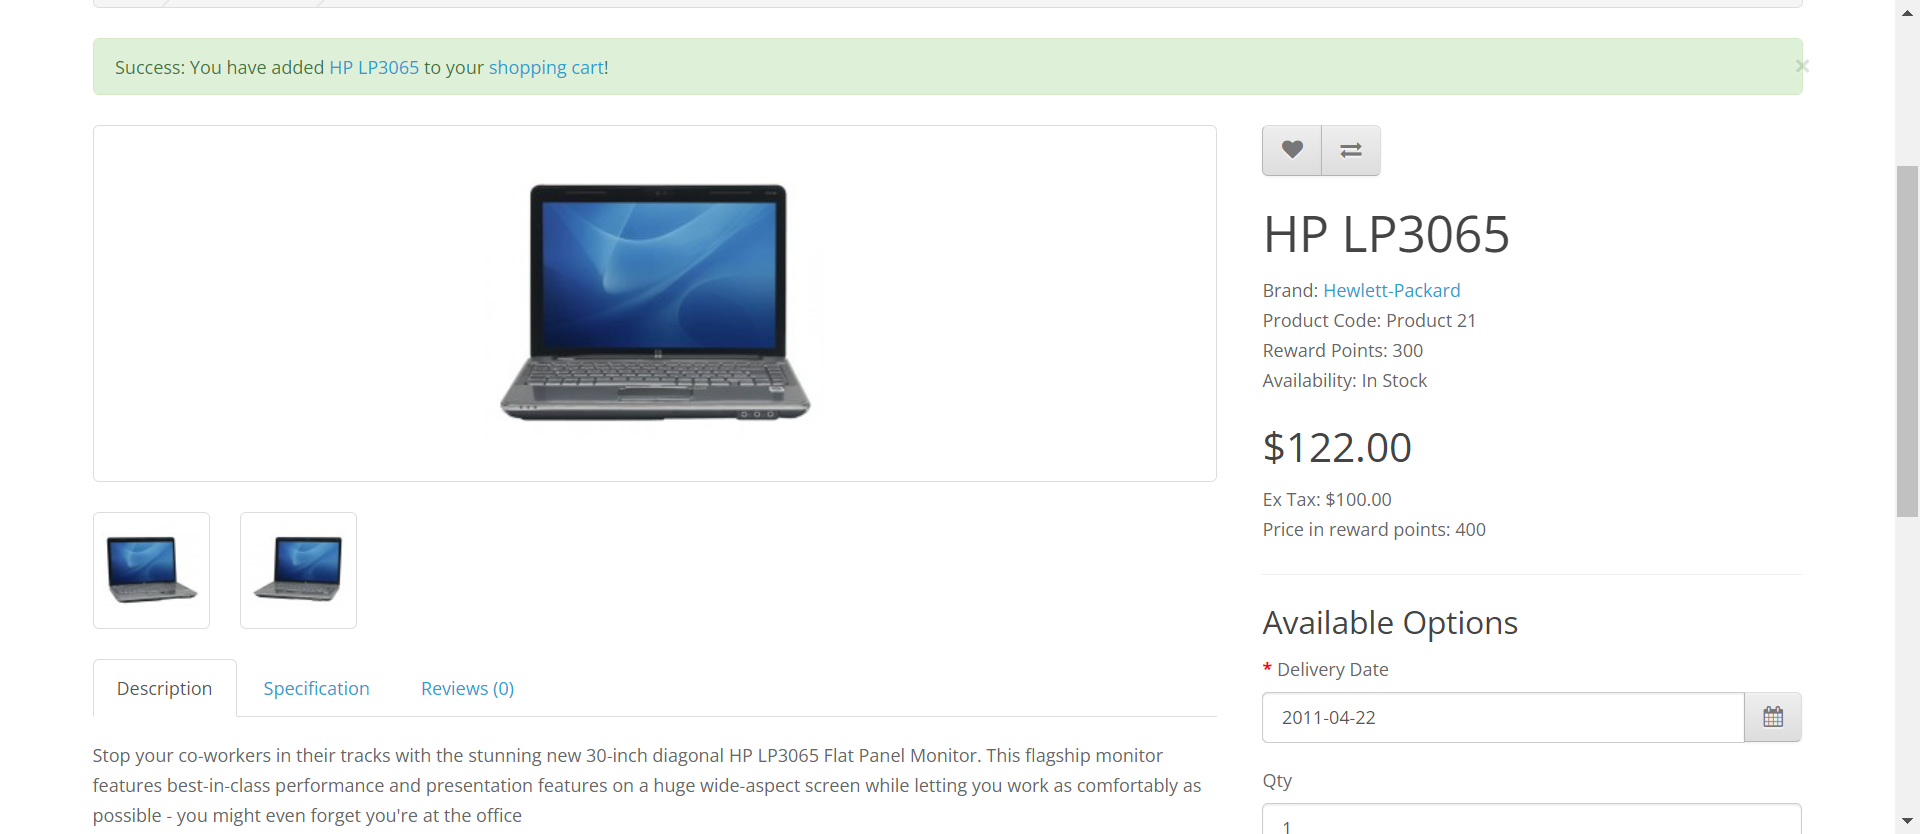 Success: You have added HP LP3065 to your shopping cart!
×
HP LP3065
Brand: Hewlett-Packard
Product Code: Product 21
Reward Points: 300
Availability: In Stock
$122.00
Ex Tax: $100.00
Price in reward points: 400
Available Options
* Delivery Date
2011-04-22
Qty
1
Description
Specification
Reviews (0)
Stop your co-workers in their tracks with the stunning new 30-inch diagonal HP LP3065 Flat Panel Monitor. This flagship monitor
features best-in-class performance and presentation features on a huge wide-aspect screen while letting you work as comfortably as
possible - you might even forget you're at the office